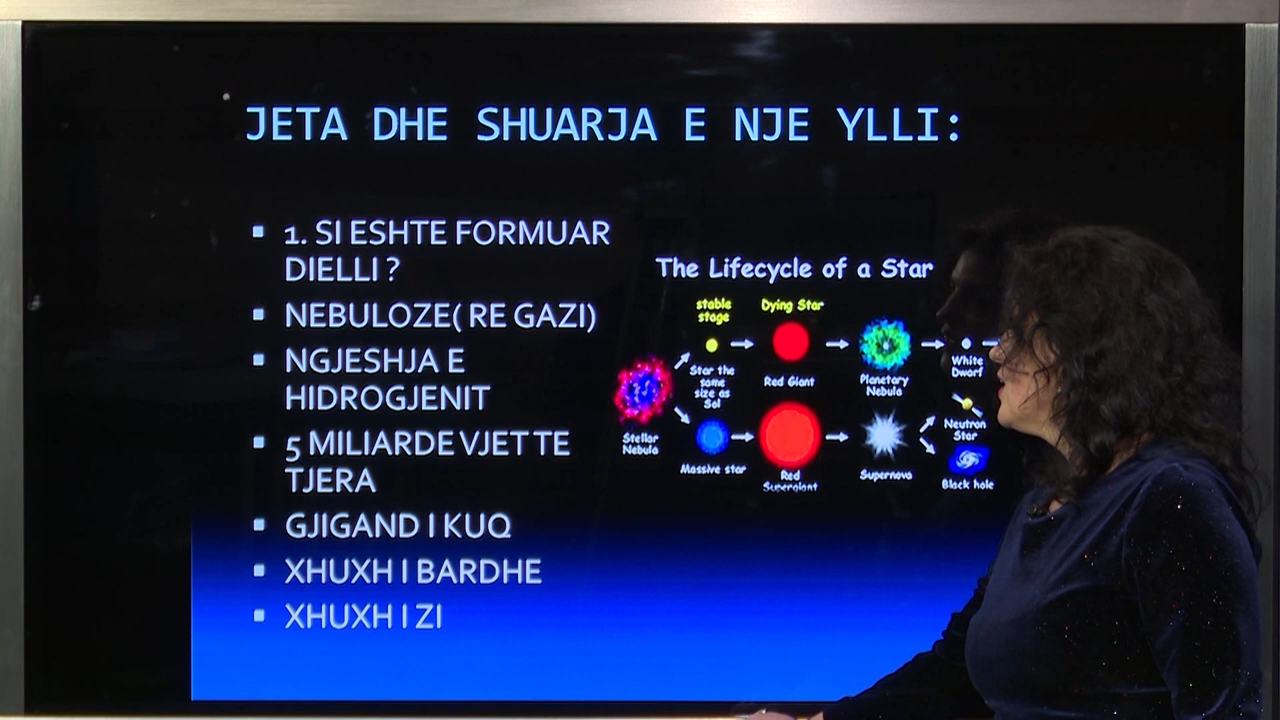 JETA DHE SHUARJA E NJE YLLI:
1. SI ESHTE FORMUAR
DIELLI ?
NEBULOZE( RE GAZI)
NGJESHJA E
HIDROGJENIT
5 MILIARDE VJET TE
TJERA
GJIGAND I KUQ
XHUXH I BARDHE
XHUXH I ZI
The Lifecycle of a Star
stable
stage
Dying Star
Star the
same
size as
Sol
Red Giant
Planetary
Nebula
White
Dwarf
Stellar
Nebula
Massive star
Red
Supergiant
Supernova
Neutron
Star
Black hole